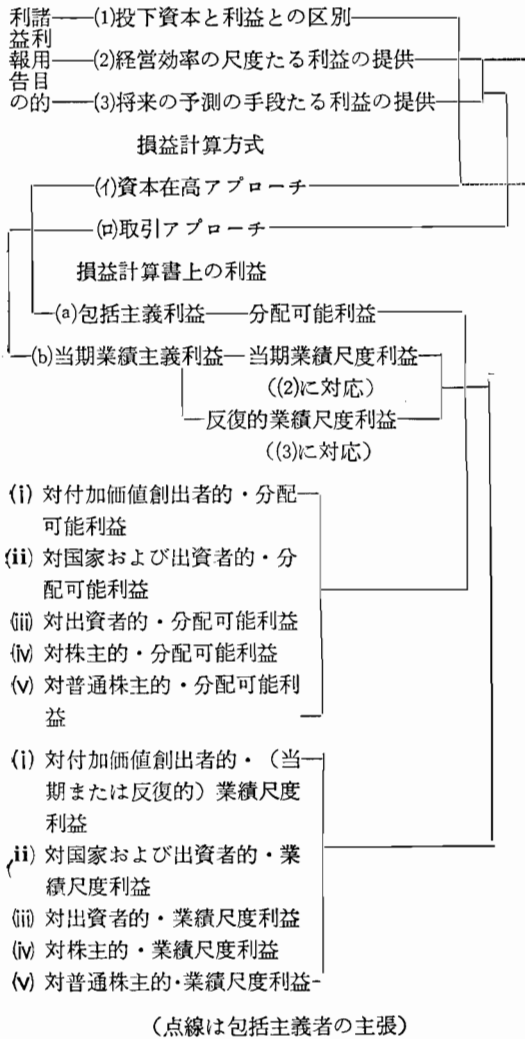 利益報告の諸利用目的
(1)投下資本と利益との区別
(2)経営効率の尺度たる利益の提供
(3)将来の予測の手段たる利益の提供
損益計算方式
(イ)資本在高アプローチ
(ロ)取引アプローチ
損益計算書上の利益
(a)包括主義利益 分配可能利益
(b)当期業績主義利益 当期業績尺度利益
((2)に対応)
反復的業績尺度利益
((3)に対応)
(i) 対付加価値創出者的・分配
可能利益
(ii) 対国家および出資者的・分
配可能利益
(iii) 対出資者的・分配可能利益
(iv) 対株主的・分配可能利益
(v) 対普通株主的・分配可能利
益
(i) 対付加価値創出者的・（当
期または反復的）業績尺度
利益
(ii) 対国家および出資者的・業
績尺度利益
(iii) 対出資者的・業績尺度利益
(iv) 対株主的・業績尺度利益
(v) 対普通株主的・業績尺度利益
（点線は包括主義者の主張）